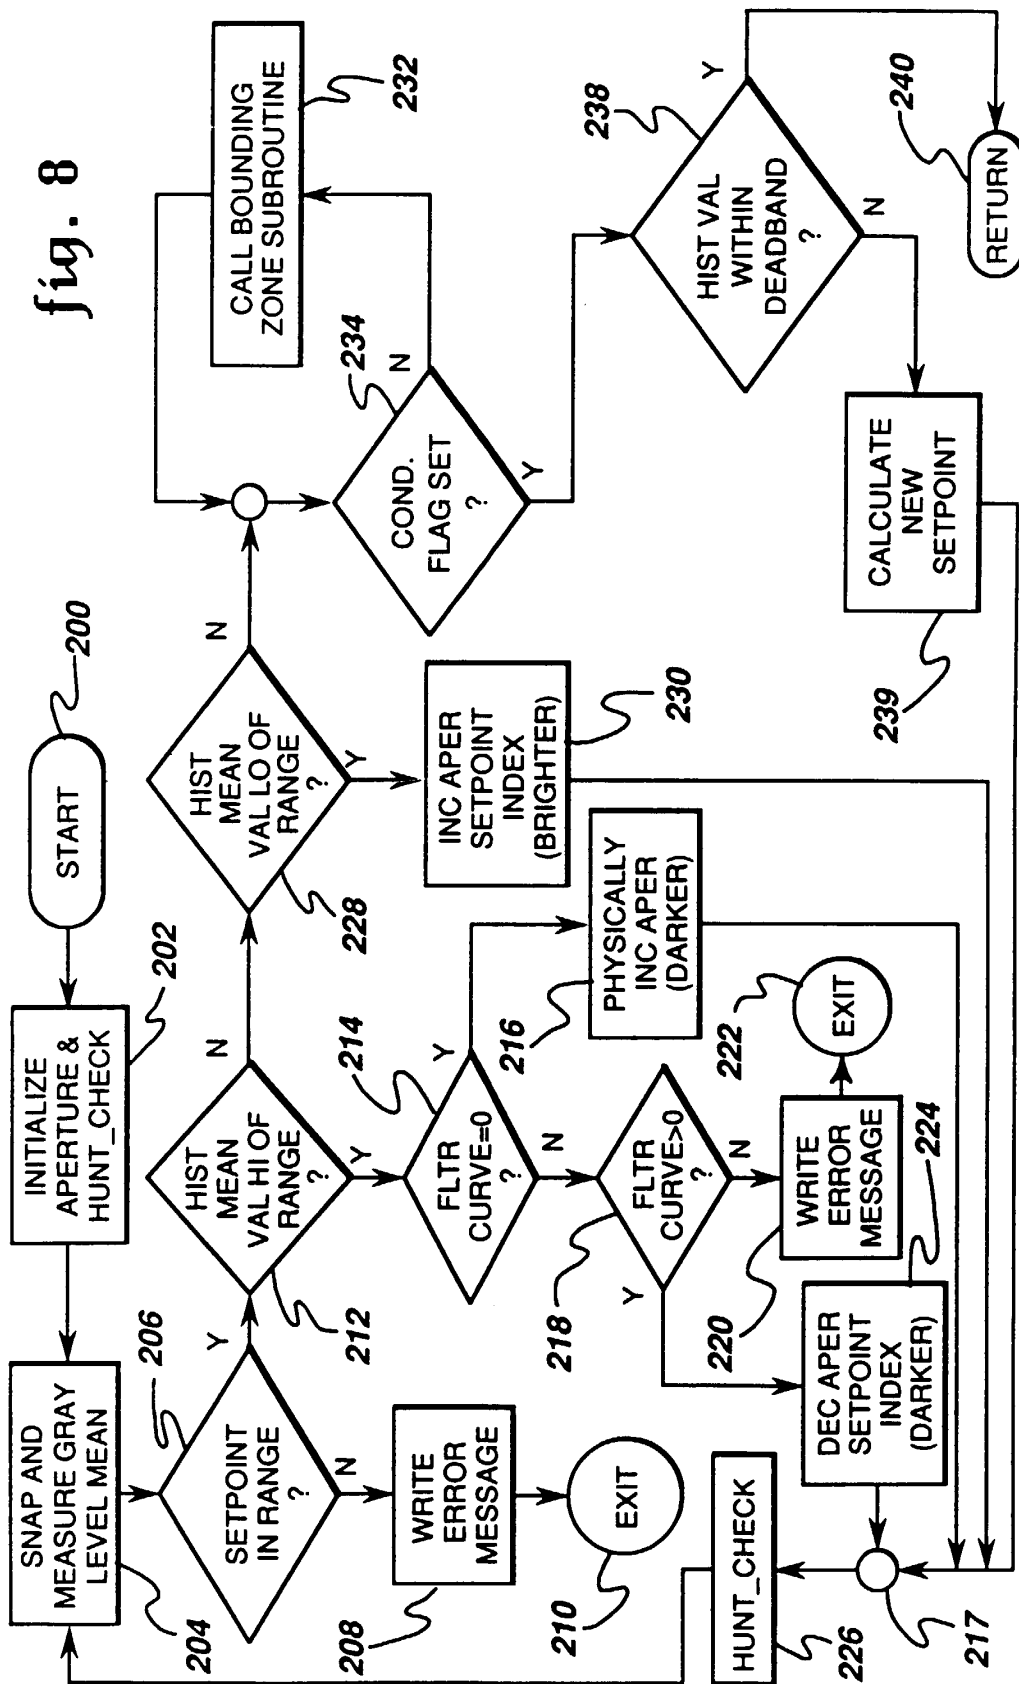 fig. 8
START
200
INITIALIZE
APERTURE &
HUNT_CHECK
202
SNAP AND
MEASURE GRAY
LEVEL MEAN
204
206
SETPOINT
IN RANGE
?
Y
N
WRITE
ERROR
MESSAGE
208
EXIT
210
HIST
MEAN
VAL HI OF
RANGE
?
212
N
Y
FLTR
CURVE=0
?
214
Y
N
PHYSICALLY
INC APER
(DARKER)
216
FLTR
CURVE>0
?
218
Y
N
WRITE
ERROR
MESSAGE
220
EXIT
222
DEC APER
SETPOINT
INDEX
(DARKER)
224
217
HUNT_CHECK
226
HIST
MEAN
VAL LO OF
RANGE
?
228
N
Y
INC APER
SETPOINT
INDEX
(BRIGHTER)
230
CALL BOUNDING
ZONE SUBROUTINE
232
COND.
FLAG SET
?
234
N
Y
HIST VAL
WITHIN
DEADBAND
?
238
Y
N
CALCULATE
NEW
SETPOINT
239
RETURN
240